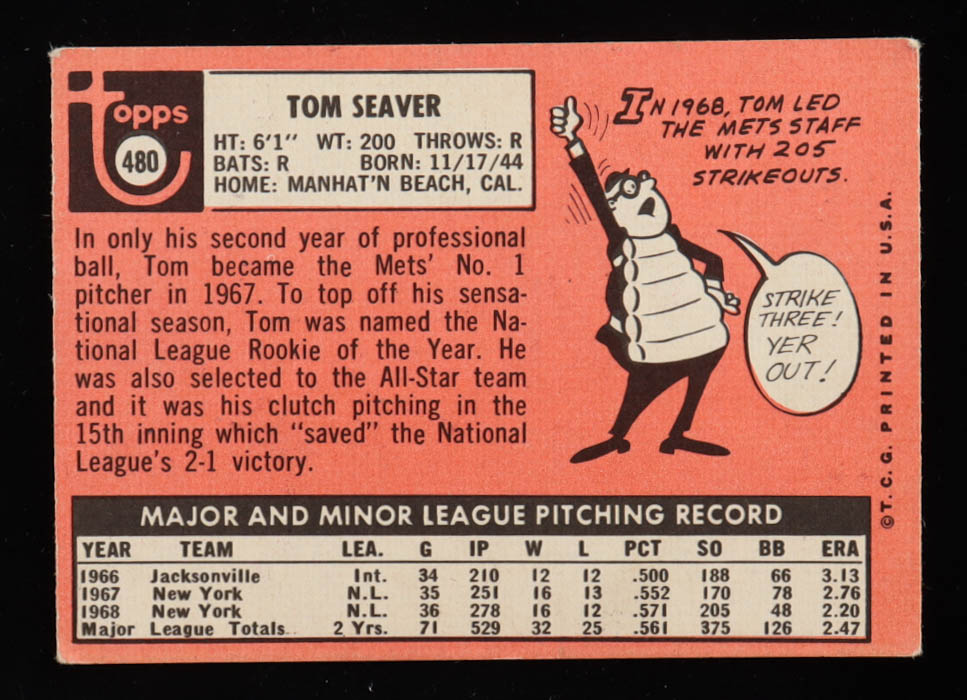 Topps
480
TOM SEAVER
HT: 6'1" WT: 200 THROWS: R
BATS: R BORN: 11/17/44
HOME: MANHAT'N BEACH, CAL.
In only his second year of professional
ball, Tom became the Mets' No. 1
pitcher in 1967. To top off his sensa-
tional season, Tom was named the Na-
tional League Rookie of the Year. He
was also selected to the All-Star team
and it was his clutch pitching in the
15th inning which "saved" the National
League's 2-1 victory.
IN 1968, TOM LED
THE METS STAFF
WITH 205
STRIKEOUTS.
STRIKE
THREE!
YER
OUT!
©T.C.G. PRINTED IN U.S.A.
MAJOR AND MINOR LEAGUE PITCHING RECORD
YEAR TEAM LEA. G IP W L PCT SO BB ERA
1966 Jacksonville Int. 34 210 12 12 .500 188 66 3.13
1967 New York N.L. 35 251 16 13 .552 170 78 2.76
1968 New York N.L. 36 278 16 12 .571 205 48 2.20
Major League Totals 2 Yrs. 71 529 32 25 .561 375 126 2.47